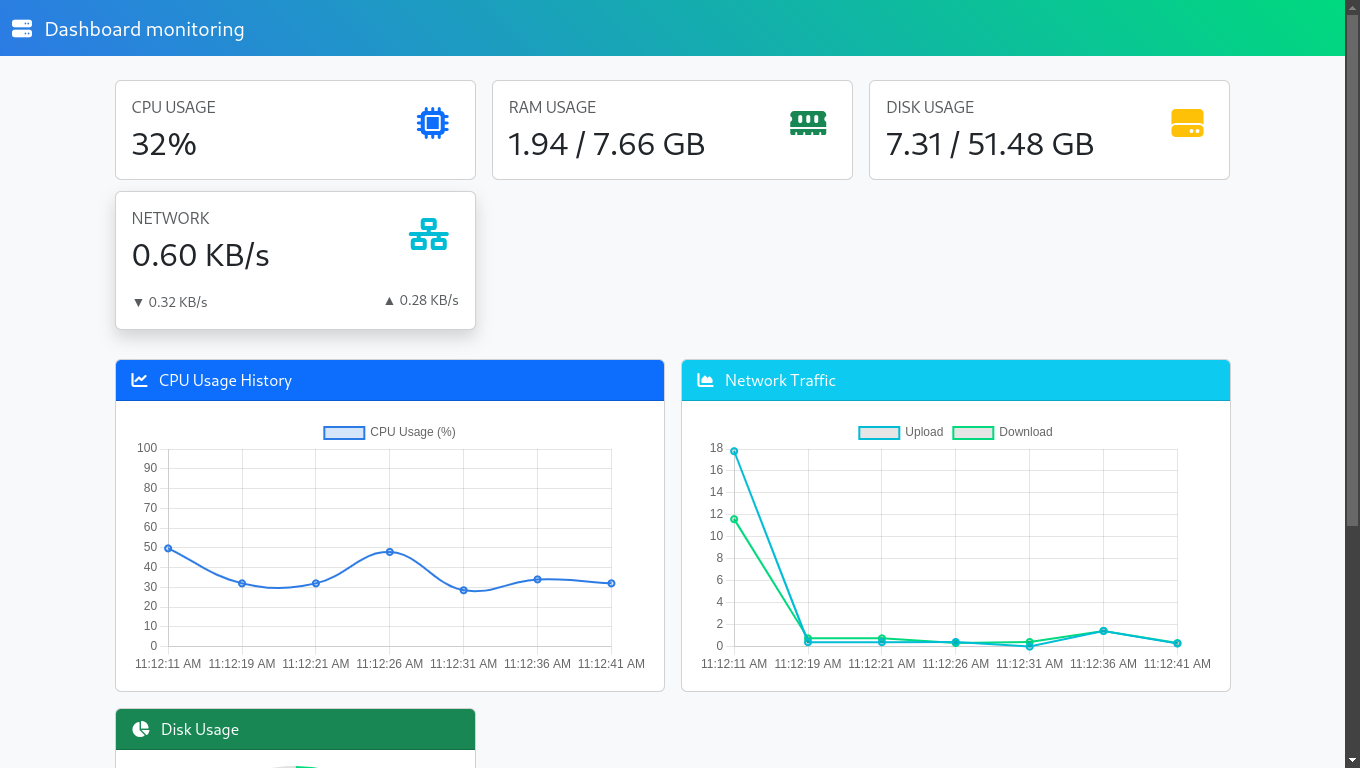 Dashboard monitoring
CPU USAGE
32%
RAM USAGE
1.94 / 7.66 GB
DISK USAGE
7.31 / 51.48 GB
NETWORK
0.60 KB/s
▼ 0.32 KB/s
▲ 0.28 KB/s
CPU Usage History
CPU Usage (%)
100
90
80
70
60
50
40
30
20
10
0
11:12:11 AM 11:12:19 AM 11:12:21 AM 11:12:26 AM 11:12:31 AM 11:12:36 AM 11:12:41 AM
Network Traffic
Upload Download
18
16
14
12
10
8
6
4
2
0
11:12:11 AM 11:12:19 AM 11:12:21 AM 11:12:26 AM 11:12:31 AM 11:12:36 AM 11:12:41 AM
Disk Usage